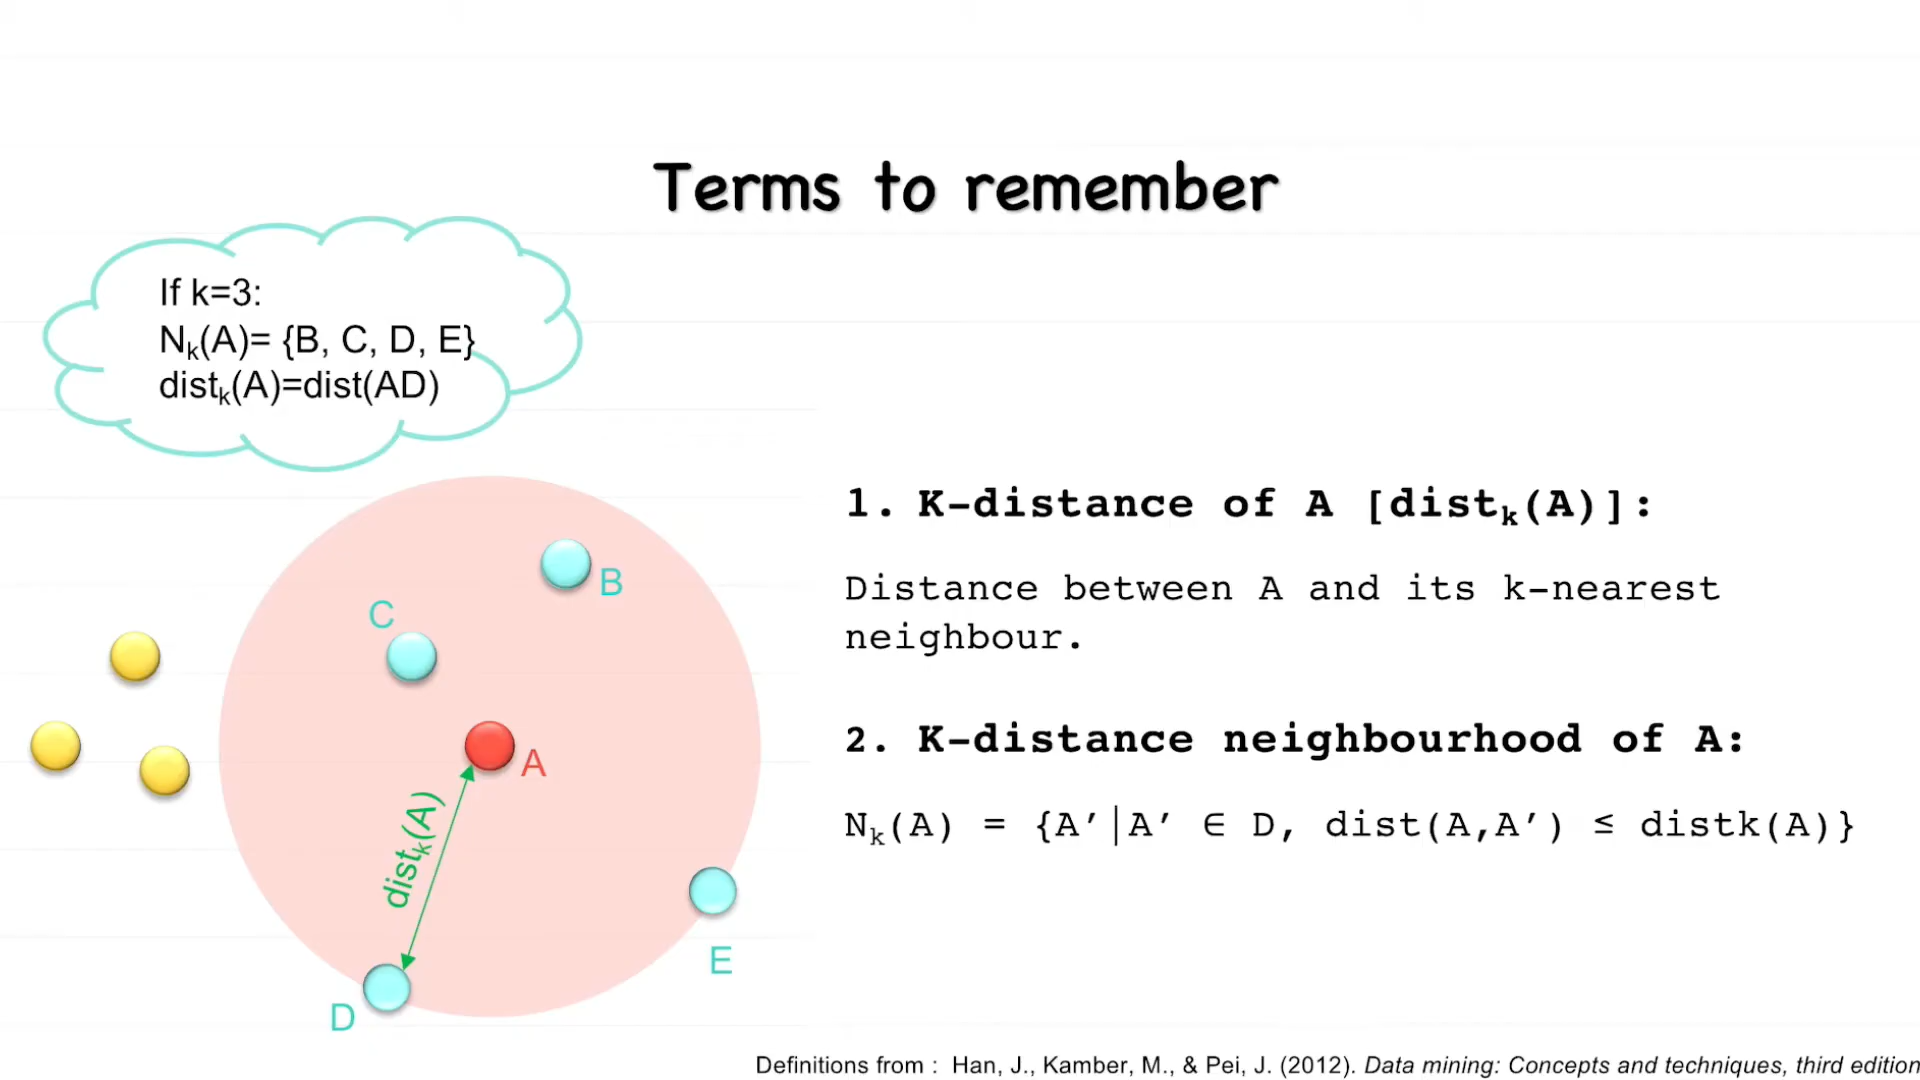 Terms to remember
If k=3:
Nₖ(A)= {B, C, D, E}
distₖ(A)=dist(AD)
B
C
A
distₖ(A)
E
D
1. K-distance of A [distₖ(A)]:
Distance between A and its k-nearest
neighbour.
2. K-distance neighbourhood of A:
Nₖ(A) = {A′|A′ ∈ D, dist(A,A′) ≤ distk(A)}
Definitions from : Han, J., Kamber, M., & Pei, J. (2012). Data mining: Concepts and techniques, third edition